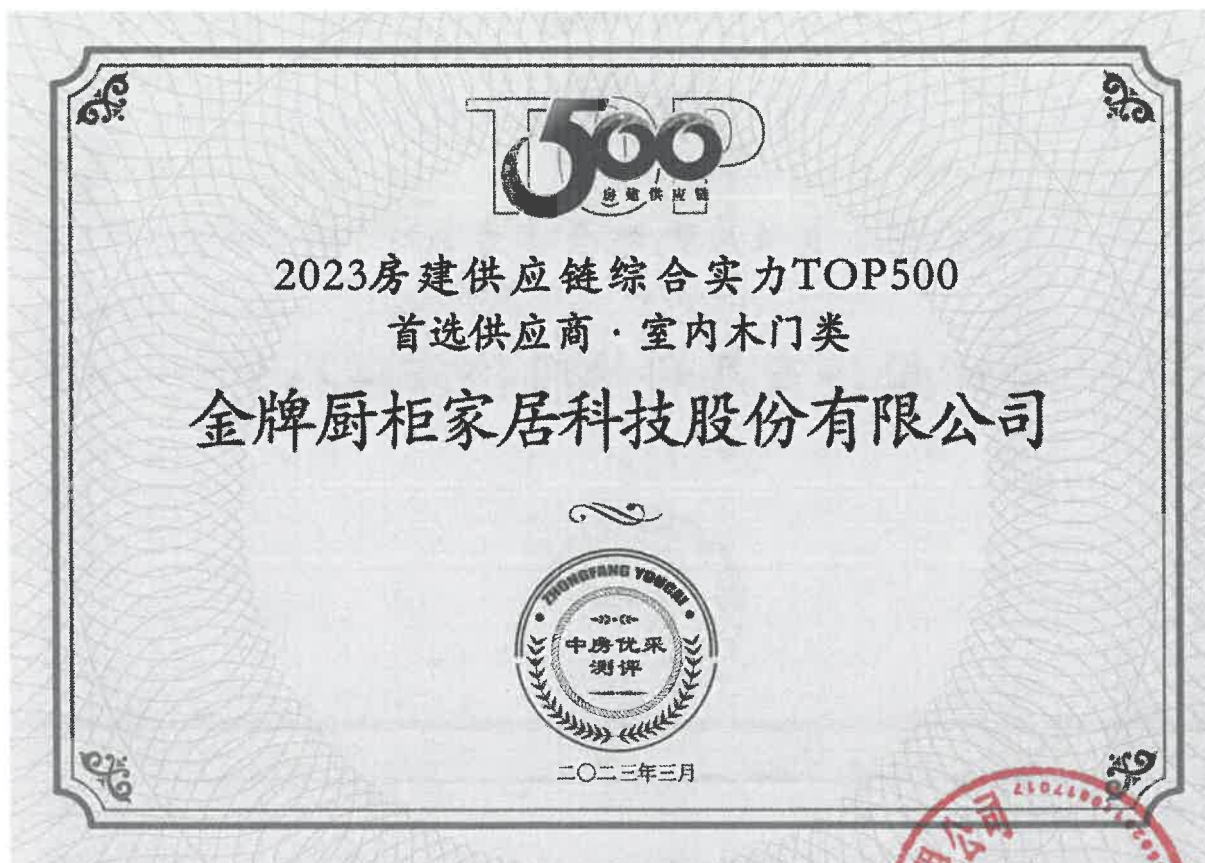 TOP
500
房建供应链
2023房建供应链综合实力TOP500
首选供应商·室内木门类
金牌厨柜家居科技股份有限公司
ZHONGFANG YOUCAI
中房优采
测评
二〇二三年三月
公司